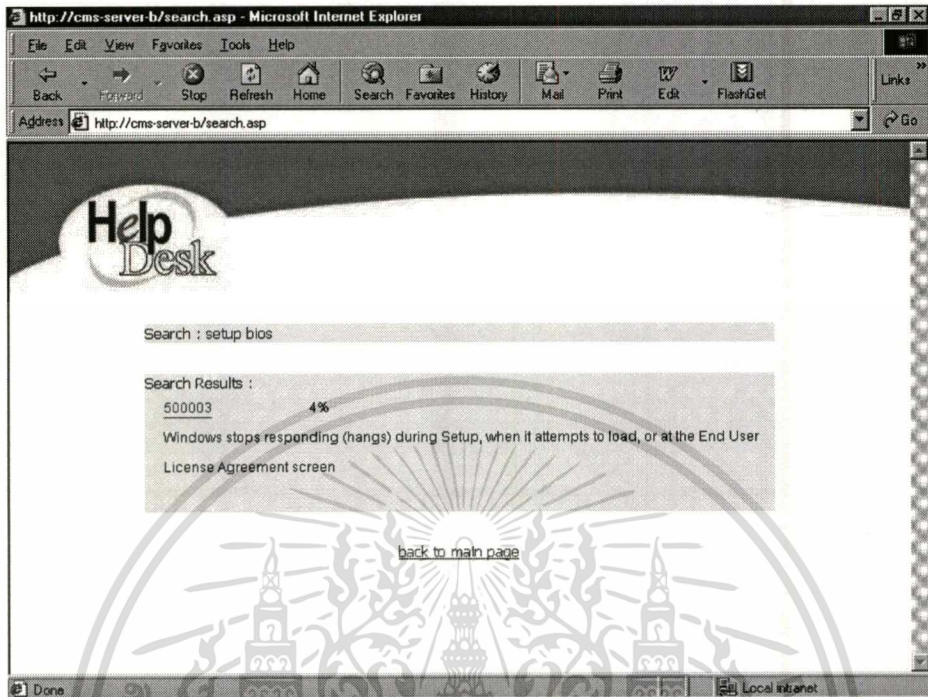 http://cms-server-b/search.asp - Microsoft Internet Explorer
File Edit View Favorites Tools Help
Back Forward Stop Refresh Home Search Favorites History Mail Print Edit FlashGet Links
Address http://cms-server-b/search.asp Go
Help
Desk
Search : setup bios
Search Results :
500003 4%
Windows stops responding (hangs) during Setup, when it attempts to load, or at the End User
License Agreement screen
back to main page
Done Local intranet